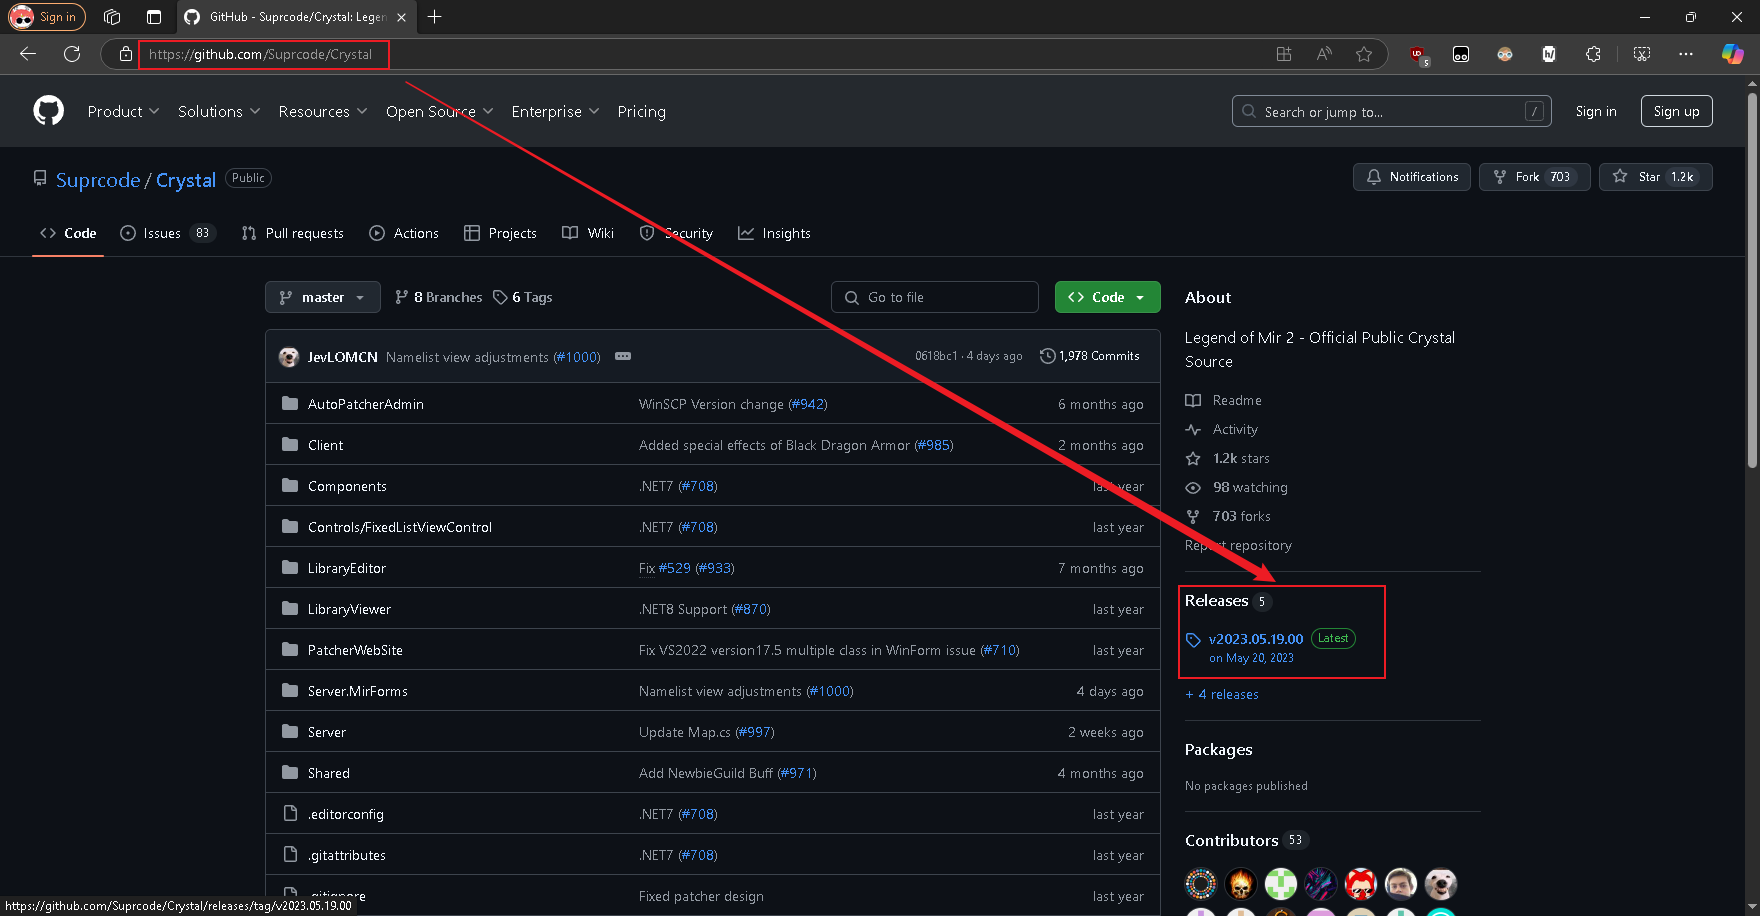 Sign in
GitHub - Suprcode/Crystal: Legen
https://github.com/Suprcode/Crystal
Product
Solutions
Resources
Open Source
Enterprise
Pricing
Search or jump to...
/
Sign in
Sign up
Suprcode / Crystal
Public
Notifications
Fork 703
Star 1.2k
Code
Issues 83
Pull requests
Actions
Projects
Wiki
Security
Insights
master
8 Branches
6 Tags
Go to file
Code
JevLOMCN Namelist view adjustments (#1000)
0618bc1 · 4 days ago
1,978 Commits
AutoPatcherAdmin WinSCP Version change (#942) 6 months ago
Client Added special effects of Black Dragon Armor (#985) 2 months ago
Components .NET7 (#708) last year
Controls/FixedListViewControl .NET7 (#708) last year
LibraryEditor Fix #529 (#933) 7 months ago
LibraryViewer .NET8 Support (#870) last year
PatcherWebSite Fix VS2022 version17.5 multiple class in WinForm issue (#710) last year
Server.MirForms Namelist view adjustments (#1000) 4 days ago
Server Update Map.cs (#997) 2 weeks ago
Shared Add NewbieGuild Buff (#971) 4 months ago
.editorconfig .NET7 (#708) last year
.gitattributes .NET7 (#708) last year
.gitignore Fixed patcher design last year
About
Legend of Mir 2 - Official Public Crystal
Source
Readme
Activity
1.2k stars
98 watching
703 forks
Report repository
Releases 5
v2023.05.19.00 Latest
on May 20, 2023
+ 4 releases
Packages
No packages published
Contributors 53
https://github.com/Suprcode/Crystal/releases/tag/v2023.05.19.00